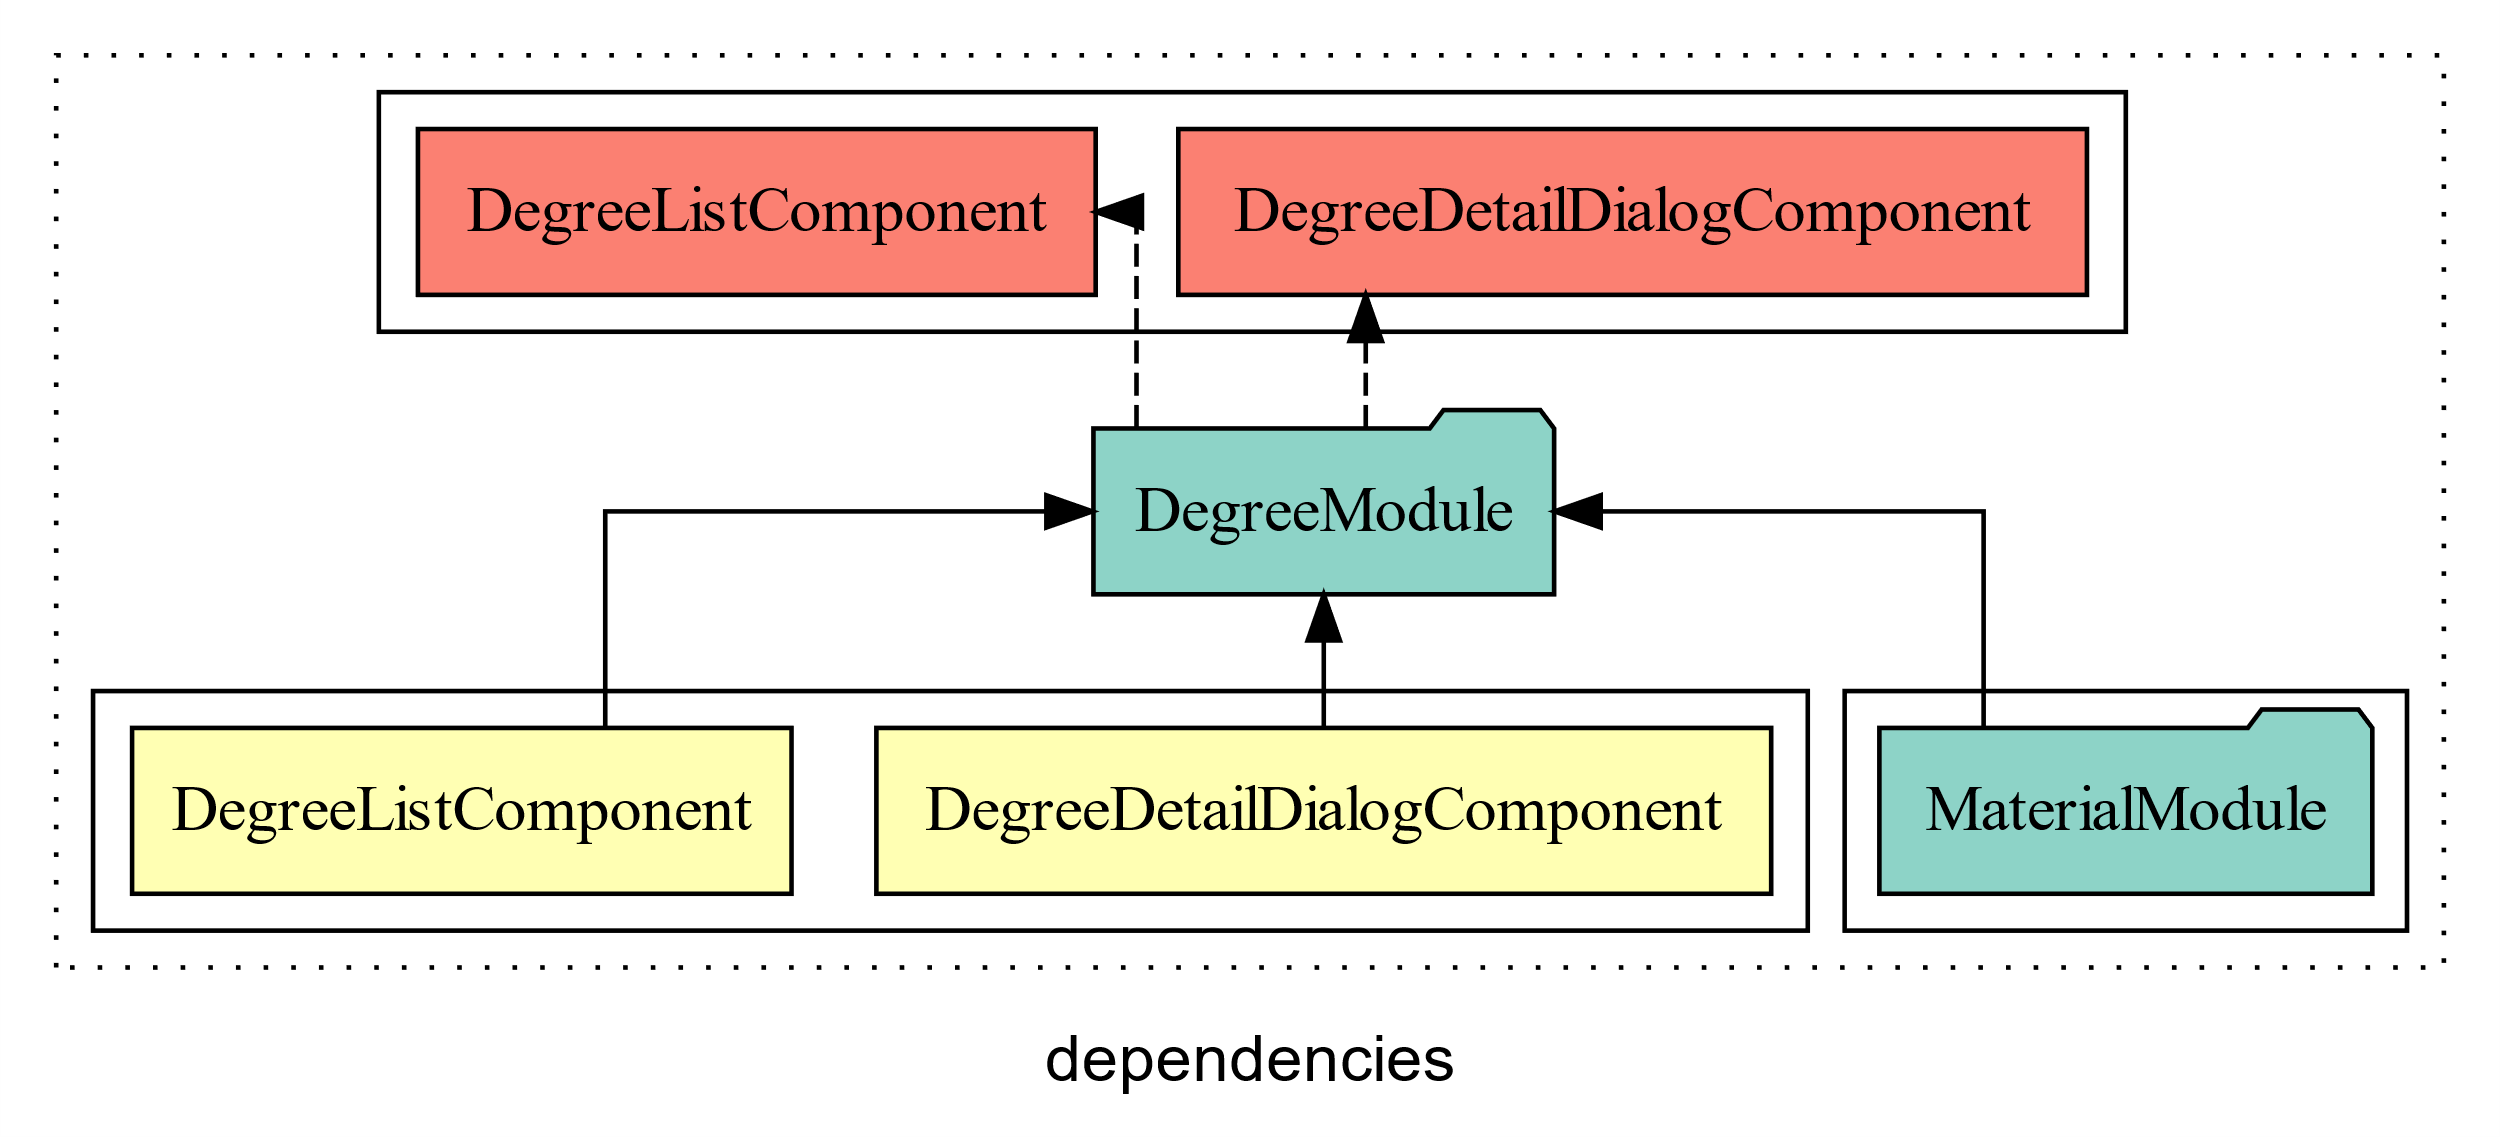 DegreeListComponent
DegreeDetailDialogComponent
DegreeModule
DegreeListComponent
DegreeDetailDialogComponent
MaterialModule
dependencies